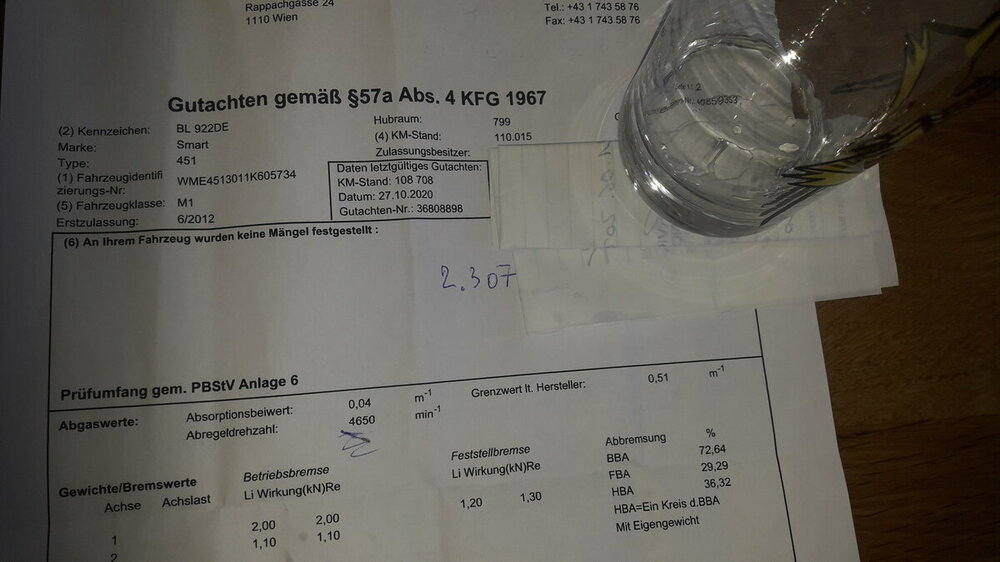 Rappachgasse 24
1110 Wien
Tel.: +43 1 743 58 76
Fax: +43 1 743 58 76
Gutachten gemäß §57a Abs. 4 KFG 1967
(2) Kennzeichen: BL 922DE
Marke: Smart
Type: 451
(1) Fahrzeugidentifi
zierungs-Nr: WME4513011K605734
(5) Fahrzeugklasse: M1
Erstzulassung: 6/2012
Hubraum: 799
(4) KM-Stand: 110.015
Zulassungsbesitzer:
Daten letztgültiges Gutachten:
KM-Stand: 108 708
Datum: 27.10.2020
Gutachten-Nr.: 36808898
(6) An Ihrem Fahrzeug wurden keine Mängel festgestellt :
2.307
Prüfumfang gem. PBStV Anlage 6
Abgaswerte: Absorptionsbeiwert: 0,04 m-1 Grenzwert lt. Hersteller: 0,51 m-1
Abregeldrehzahl: 4650 min-1
Gewichte/Bremswerte Betriebsbremse Feststellbremse Abbremsung %
Achse Achslast Li Wirkung(kN)Re Li Wirkung(kN)Re BBA 72,64
FBA 29,29
1 2,00 2,00 1,20 1,30 HBA 36,32
2 1,10 1,10 HBA=Ein Kreis d.BBA
Mit Eigengewicht